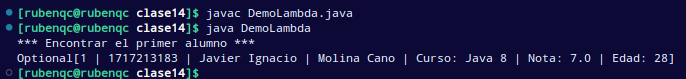 [rubenqc@rubenqc clase14]$ javac DemoLambda.java
[rubenqc@rubenqc clase14]$ java DemoLambda
*** Encontrar el primer alumno ***
Optional[1 | 1717213183 | Javier Ignacio | Molina Cano | Curso: Java 8 | Nota: 7.0 | Edad: 28]
[rubenqc@rubenqc clase14]$